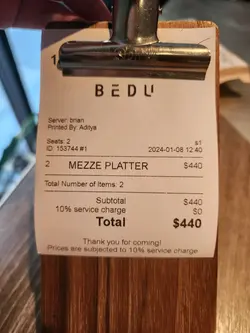 BEDU
Server: brian
Printed By: Aditya
Seats: 2 &1
ID: 153744 #1 2024-01-08 12:40
2 MEZZE PLATTER $440
Total Number of Items: 2
Subtotal $440
10% service charge $0
Total $440
Thank you for coming!
Prices are subjected to 10% service charge